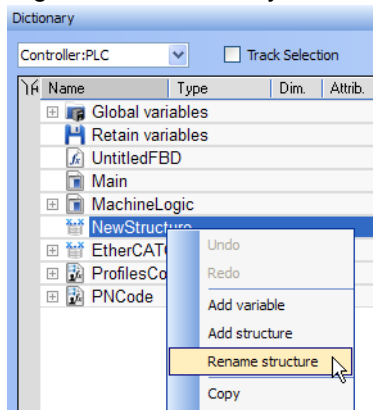 Dictionary
Controller:PLC Track Selection
Name Type Dim. Attrib.
Global variables
Retain variables
UntitledFBD
Main
MachineLogic
NewStructure
EtherCAT
Undo
Redo
ProfilesCo
PNCode
Add variable
Add structure
Rename structure
Copy